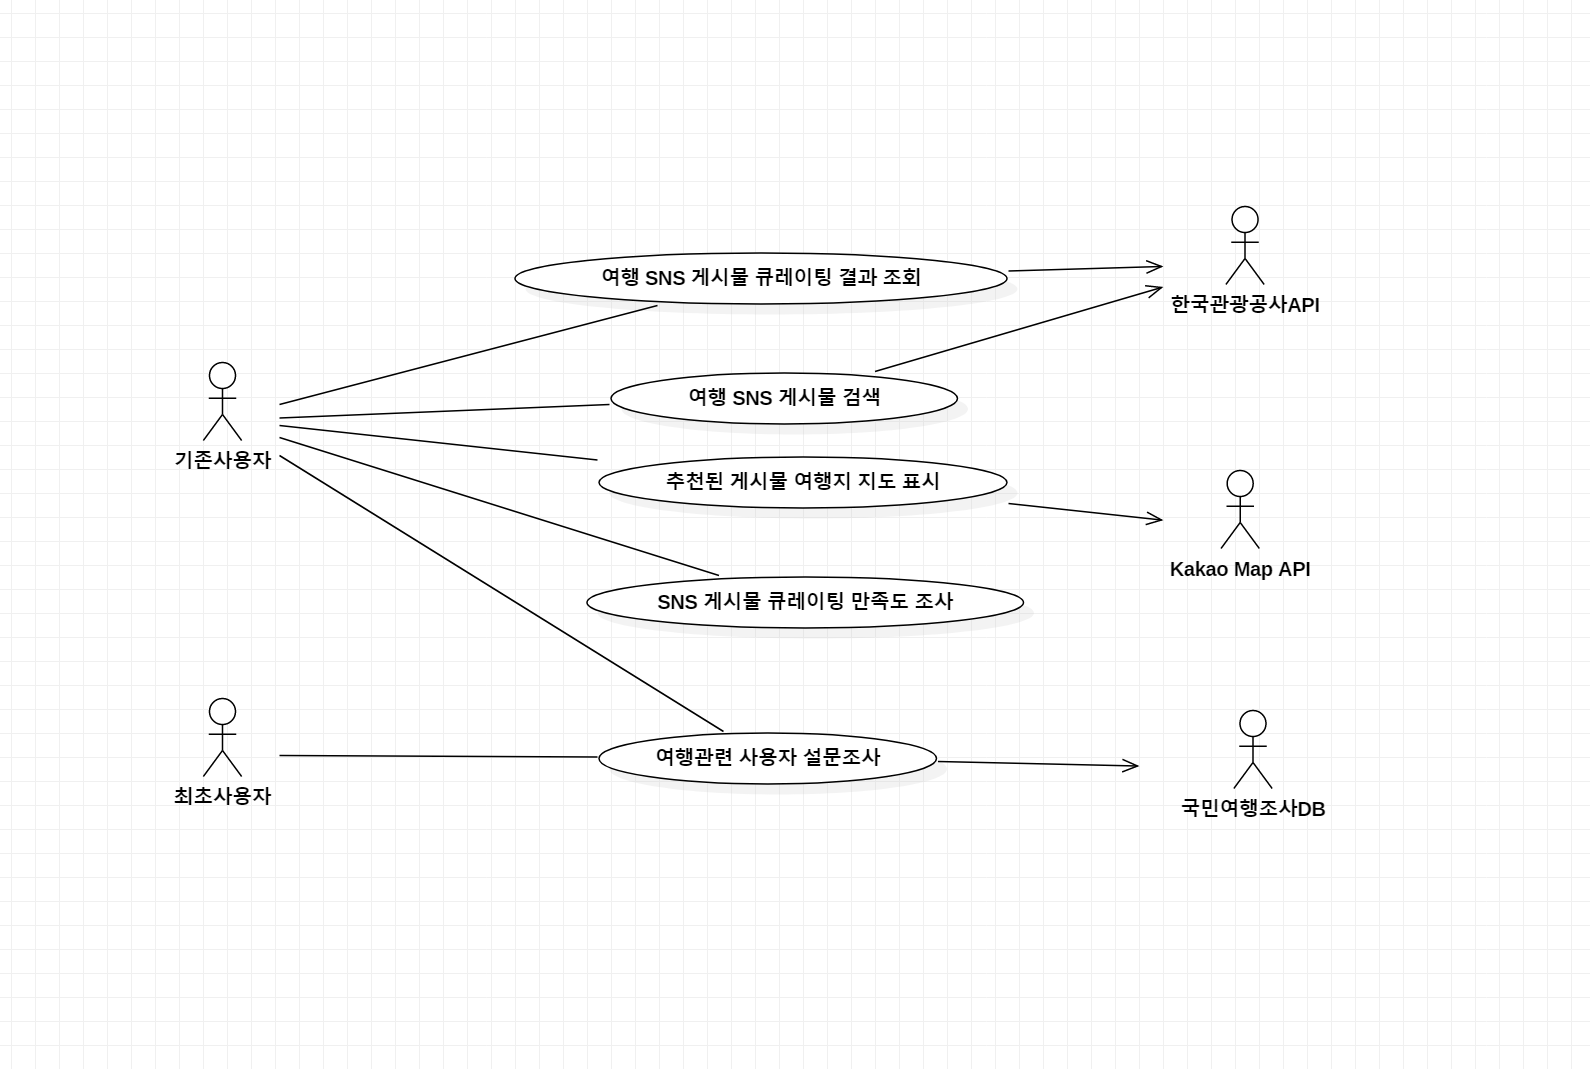 여행 SNS 게시물 큐레이팅 결과 조회
한국관광공사API
여행 SNS 게시물 검색
기존사용자
추천된 게시물 여행지 지도 표시
Kakao Map API
SNS 게시물 큐레이팅 만족도 조사
여행관련 사용자 설문조사
최초사용자
국민여행조사DB